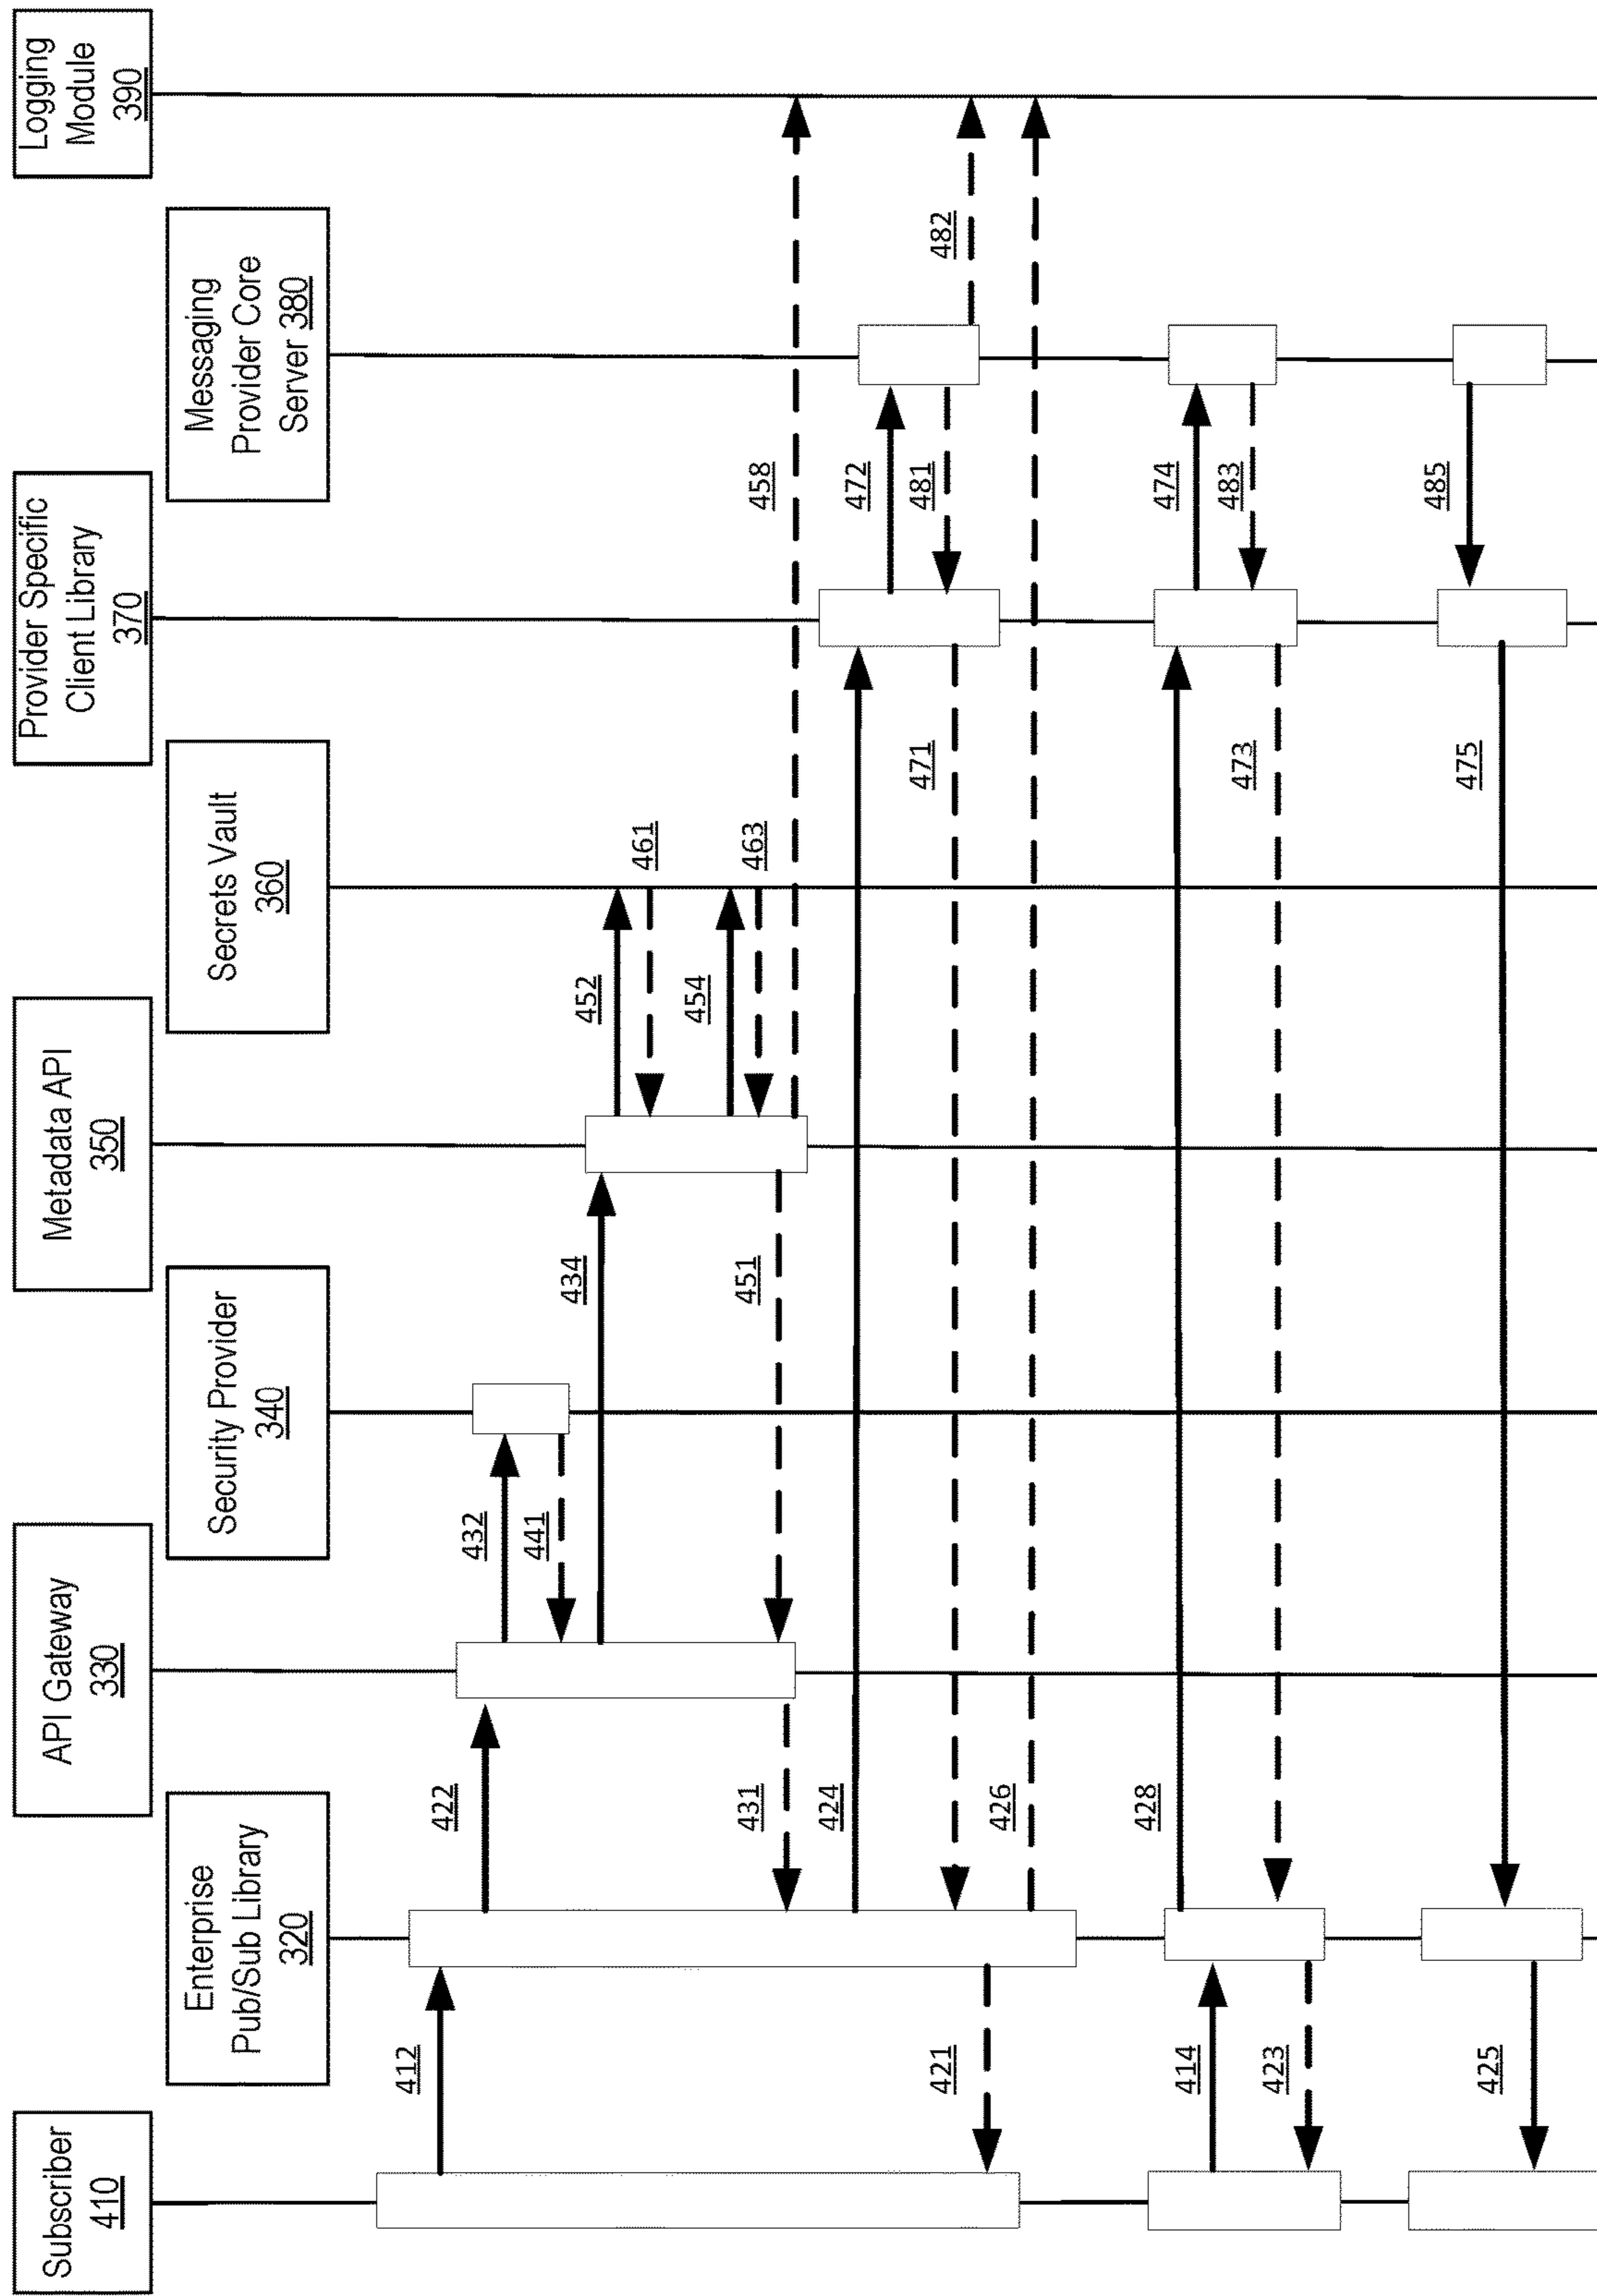 Subscriber
410
Enterprise
Pub/Sub Library
320
API Gateway
330
Security Provider
340
Metadata API
350
Secrets Vault
360
Provider Specific
Client Library
370
Messaging
Provider Core
Server 380
Logging
Module
390
412
422
432
441
434
452
461
454
463
451
458
431
424
472
481
471
482
421
426
414
428
474
483
473
423
485
475
425